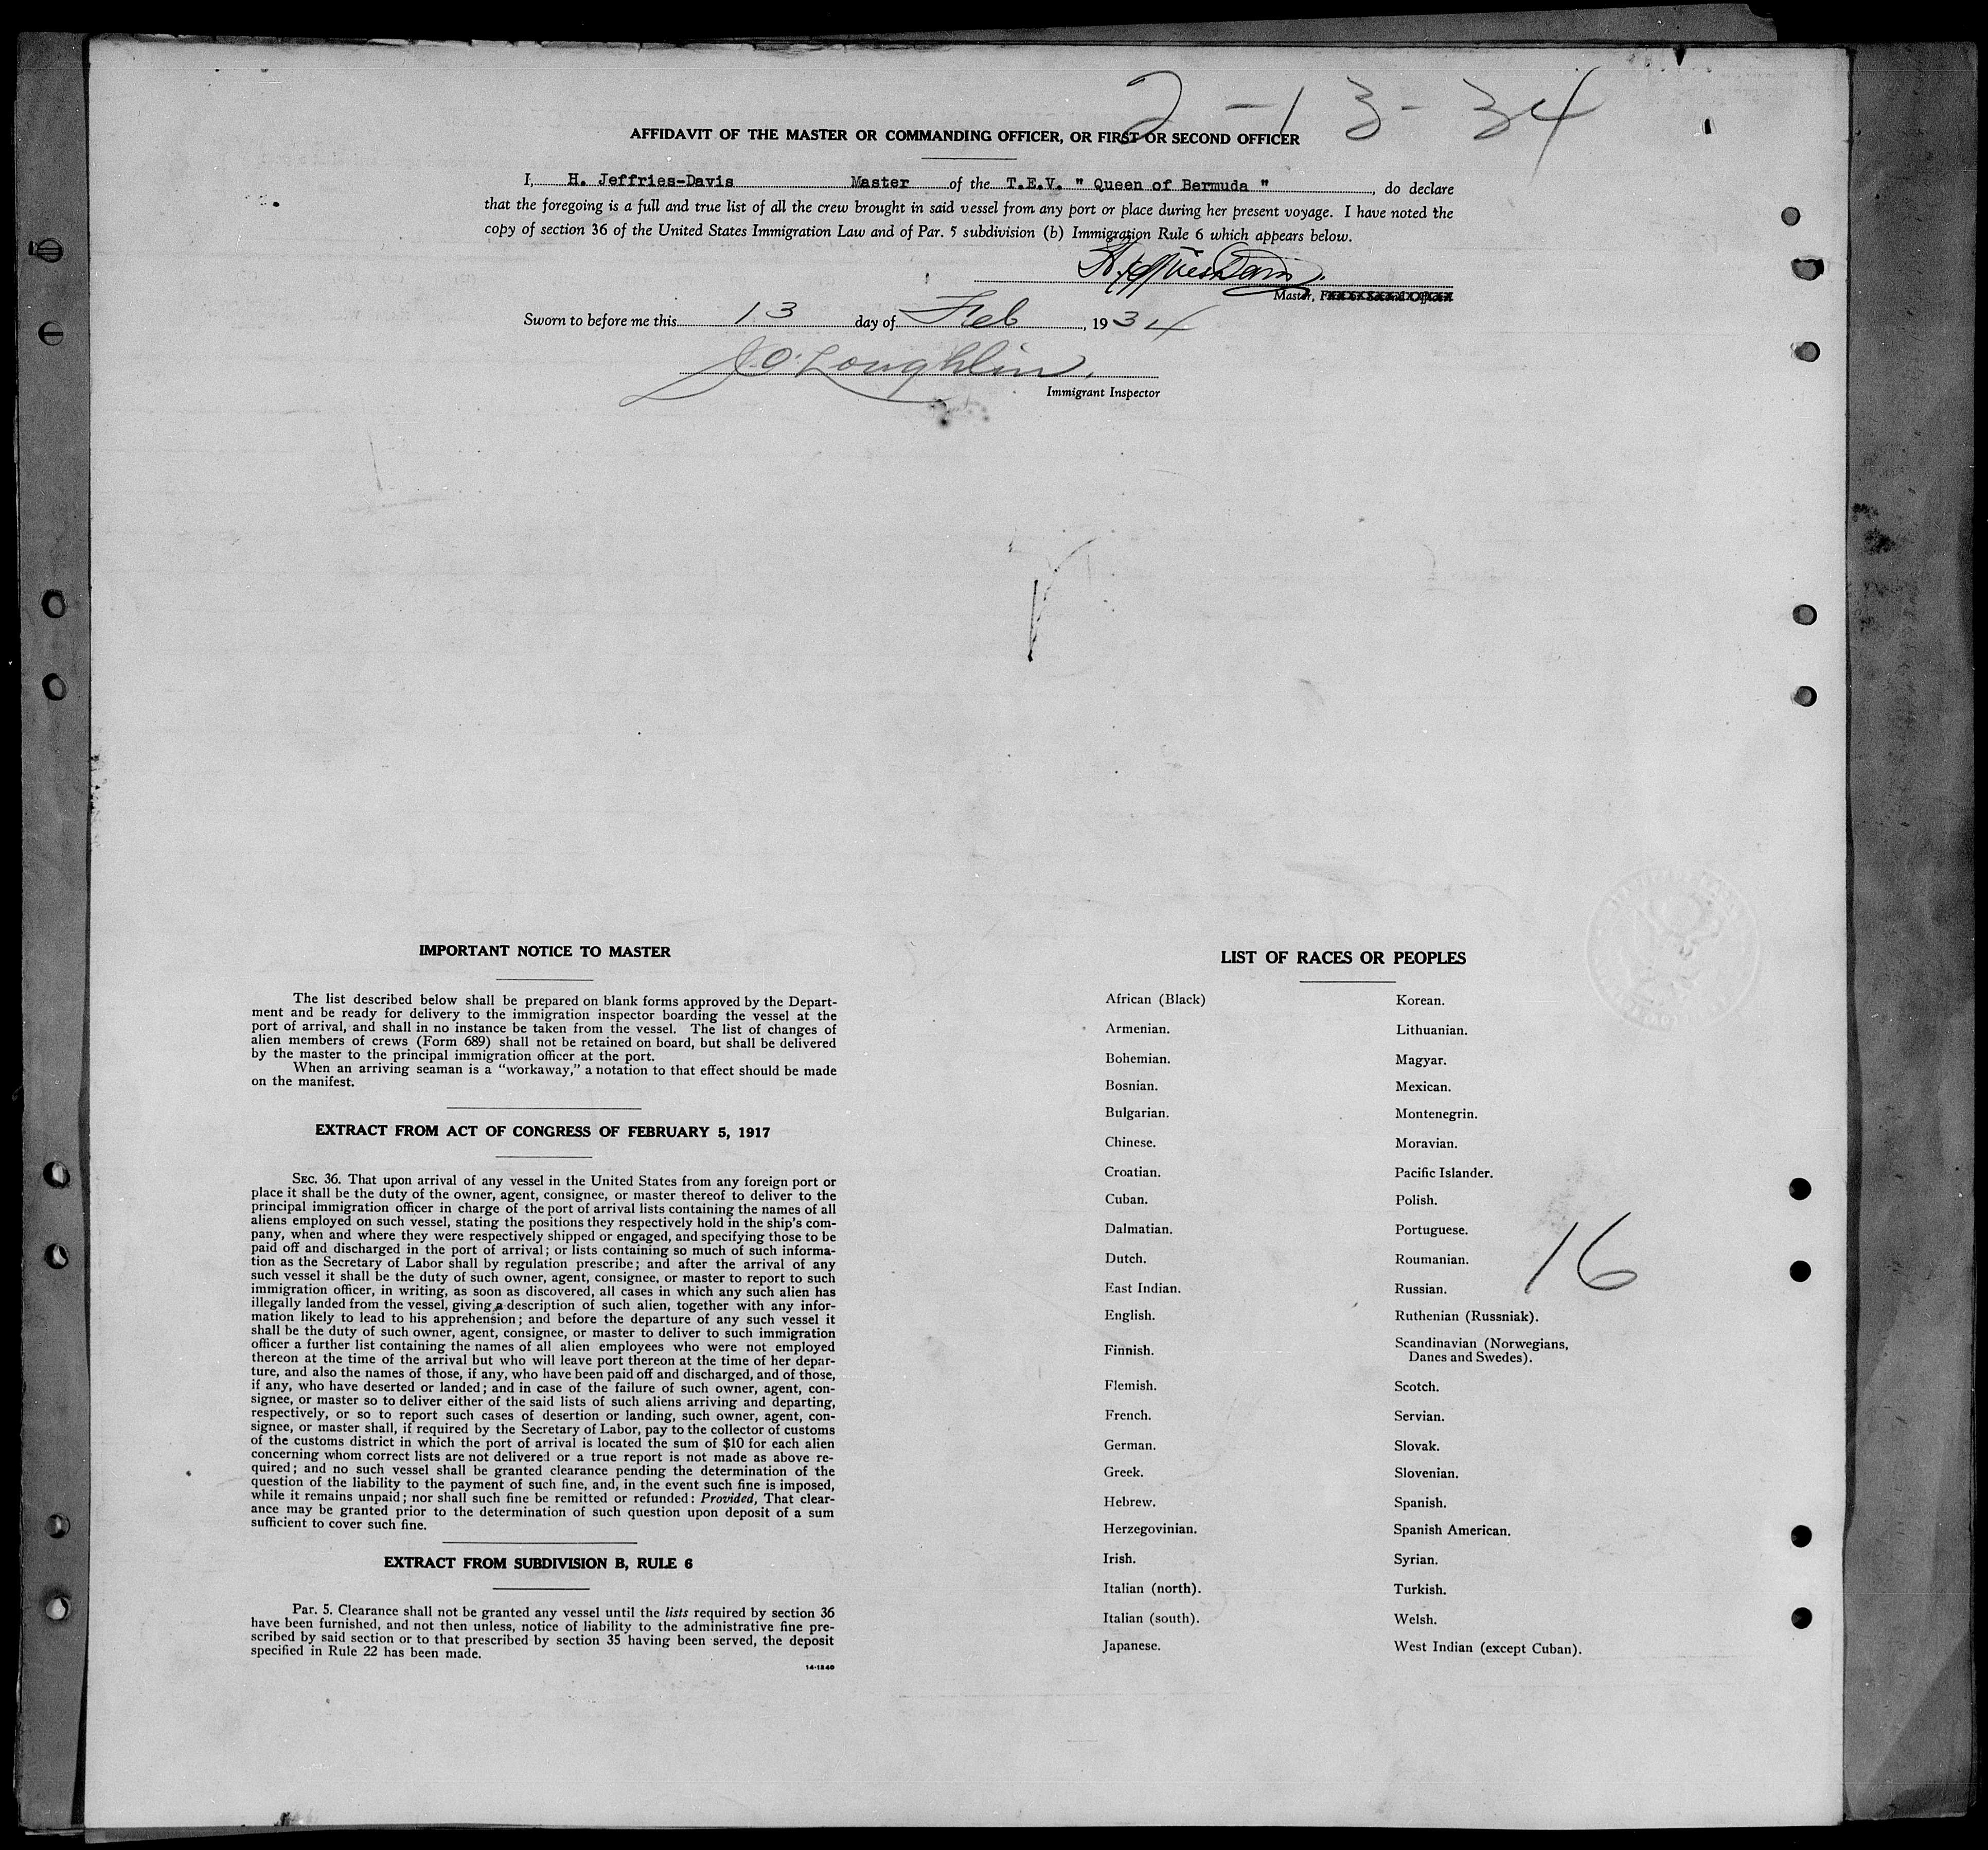 2-13-34
AFFIDAVIT OF THE MASTER OR COMMANDING OFFICER, OR FIRST OR SECOND OFFICER
I, H. Jeffries-Davis Master of the T.E.V. " Queen of Bermuda ", do declare
that the foregoing is a full and true list of all the crew brought in said vessel from any port or place during her present voyage. I have noted the
copy of section 36 of the United States Immigration Law and of Par. 5 subdivision (b) Immigration Rule 6 which appears below.
H. Jeffries Davis.
Master, First or Second Officer
Sworn to before me this 13 day of Feb, 1934
J O'Loughlin.
Immigrant Inspector
IMPORTANT NOTICE TO MASTER
The list described below shall be prepared on blank forms approved by the Depart-
ment and be ready for delivery to the immigration inspector boarding the vessel at the
port of arrival, and shall in no instance be taken from the vessel. The list of changes of
alien members of crews (Form 689) shall not be retained on board, but shall be delivered
by the master to the principal immigration officer at the port.
When an arriving seaman is a "workaway," a notation to that effect should be made
on the manifest.
EXTRACT FROM ACT OF CONGRESS OF FEBRUARY 5, 1917
SEC. 36. That upon arrival of any vessel in the United States from any foreign port or
place it shall be the duty of the owner, agent, consignee, or master thereof to deliver to the
principal immigration officer in charge of the port of arrival lists containing the names of all
aliens employed on such vessel, stating the positions they respectively hold in the ship's com-
pany, when and where they were respectively shipped or engaged, and specifying those to be
paid off and discharged in the port of arrival; or lists containing so much of such informa-
tion as the Secretary of Labor shall by regulation prescribe; and after the arrival of any
such vessel it shall be the duty of such owner, agent, consignee, or master to report to such
immigration officer, in writing, as soon as discovered, all cases in which any such alien has
illegally landed from the vessel, giving a description of such alien, together with any infor-
mation likely to lead to his apprehension; and before the departure of any such vessel it
shall be the duty of such owner, agent, consignee, or master to deliver to such immigration
officer a further list containing the names of all alien employees who were not employed
thereon at the time of the arrival but who will leave port thereon at the time of her depar-
ture, and also the names of those, if any, who have been paid off and discharged, and of those,
if any, who have deserted or landed; and in case of the failure of such owner, agent, con-
signee, or master so to deliver either of the said lists of such aliens arriving and departing,
respectively, or so to report such cases of desertion or landing, such owner, agent, con-
signee, or master shall, if required by the Secretary of Labor, pay to the collector of customs
of the customs district in which the port of arrival is located the sum of $10 for each alien
concerning whom correct lists are not delivered or a true report is not made as above re-
quired; and no such vessel shall be granted clearance pending the determination of the
question of the liability to the payment of such fine, and, in the event such fine is imposed,
while it remains unpaid; nor shall such fine be remitted or refunded: Provided, That clear-
ance may be granted prior to the determination of such question upon deposit of a sum
sufficient to cover such fine.
EXTRACT FROM SUBDIVISION B, RULE 6
Par. 5. Clearance shall not be granted any vessel until the lists required by section 36
have been furnished, and not then unless, notice of liability to the administrative fine pre-
scribed by said section or to that prescribed by section 35 having been served, the deposit
specified in Rule 22 has been made.
14-1240
LIST OF RACES OR PEOPLES
African (Black)
Armenian.
Bohemian.
Bosnian.
Bulgarian.
Chinese.
Croatian.
Cuban.
Dalmatian.
Dutch.
East Indian.
English.
Finnish.
Flemish.
French.
German.
Greek.
Hebrew.
Herzegovinian.
Irish.
Italian (north).
Italian (south).
Japanese.
Korean.
Lithuanian.
Magyar.
Mexican.
Montenegrin.
Moravian.
Pacific Islander.
Polish.
Portuguese.
Roumanian.
Russian.
Ruthenian (Russniak).
Scandinavian (Norwegians,
Danes and Swedes).
Scotch.
Servian.
Slovak.
Slovenian.
Spanish.
Spanish American.
Syrian.
Turkish.
Welsh.
West Indian (except Cuban).
16